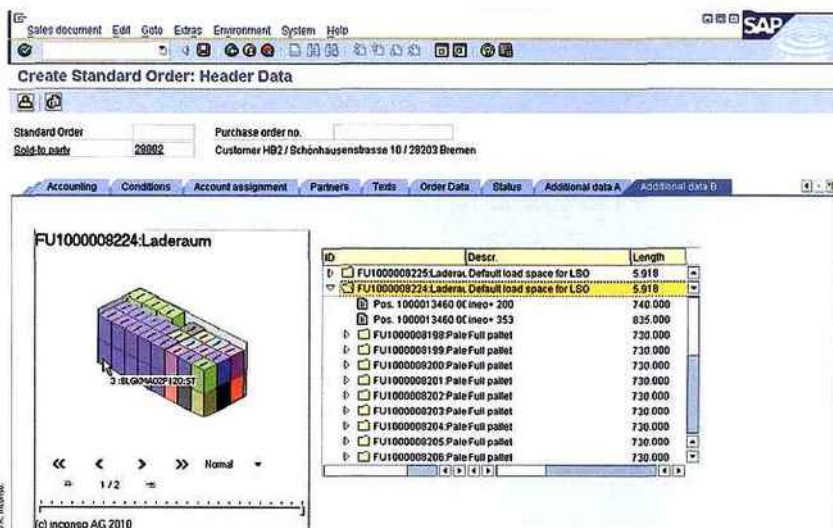 Sales document Edit Goto Extras Environment System Help
SAP
Create Standard Order: Header Data
Standard Order
Purchase order no.
Sold-to party 28002 Customer HB2 / Schönhausenstrasse 10 / 28203 Bremen
Accounting Conditions Account assignment Partners Texts Order Data Status Additional data A Additional data B
FU1000008224:Laderaum
ID Descr. Length
FU1000008225:Laderau Default load space for LSO 5.918
FU1000008224:Laderau Default load space for LSO 5.918
Pos. 1000013460 00 ineo+ 200 740.000
Pos. 1000013460 00 ineo+ 353 835.000
FU1000008198:Pale Full pallet 730.000
FU1000008199:Pale Full pallet 730.000
FU1000008200:Pale Full pallet 730.000
FU1000008201:Pale Full pallet 730.000
FU1000008202:Pale Full pallet 730.000
FU1000008203:Pale Full pallet 730.000
FU1000008204:Pale Full pallet 730.000
FU1000008205:Pale Full pallet 730.000
FU1000008206:Pale Full pallet 730.000
Normal
1 / 2
(c) inconso AG 2010